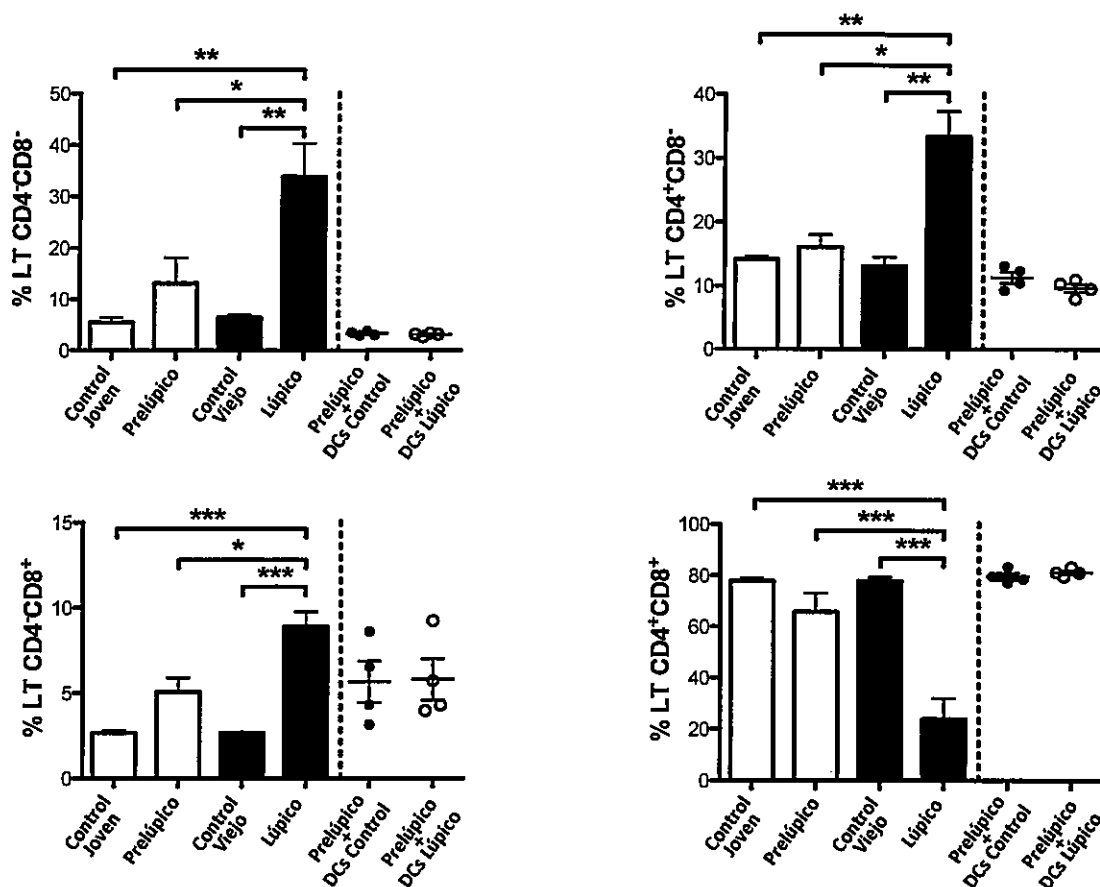 **
*
**
% LT CD4-CD8-
50
40
30
20
10
0
Control
Joven
Prelúpico
Control
Viejo
Lúpico
Prelúpico
+
DCs Control
Prelúpico
+
DCs Lúpico
**
*
**
% LT CD4+CD8-
40
30
20
10
0
Control
Joven
Prelúpico
Control
Viejo
Lúpico
Prelúpico
+
DCs Control
Prelúpico
+
DCs Lúpico
***
*
***
% LT CD4-CD8+
15
10
5
0
Control
Joven
Prelúpico
Control
Viejo
Lúpico
Prelúpico
+
DCs Control
Prelúpico
+
DCs Lúpico
***
***
***
% LT CD4+CD8+
100
80
60
40
20
0
Control
Joven
Prelúpico
Control
Viejo
Lúpico
Prelúpico
+
DCs Control
Prelúpico
+
DCs Lúpico